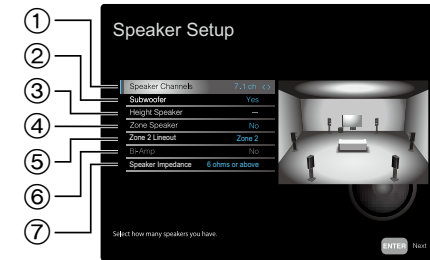 Speaker Setup
① Speaker Channels 7.1 ch <>
② Subwoofer Yes
③ Height Speaker ---
④ Zone Speaker No
⑤ Zone 2 Lineout Zone 2
⑥ Bi-Amp No
⑦ Speaker Impedance 6 ohms or above
Select how many speakers you have.
ENTER Next